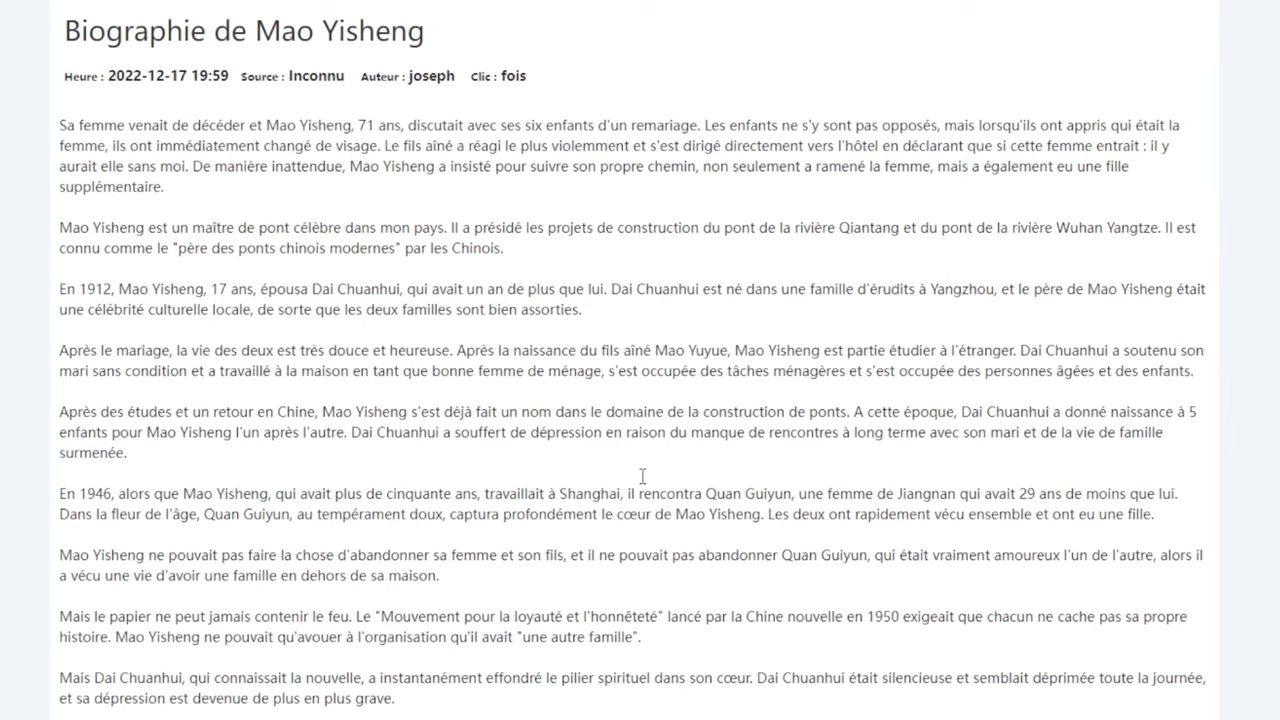 Biographie de Mao Yisheng
Heure : 2022-12-17 19:59 Source : Inconnu Auteur : joseph Clic : fois
Sa femme venait de décéder et Mao Yisheng, 71 ans, discutait avec ses six enfants d'un remariage. Les enfants ne s'y sont pas opposés, mais lorsqu'ils ont appris qui était la
femme, ils ont immédiatement changé de visage. Le fils aîné a réagi le plus violemment et s'est dirigé directement vers l'hôtel en déclarant que si cette femme entrait : il y
aurait elle sans moi. De manière inattendue, Mao Yisheng a insisté pour suivre son propre chemin, non seulement a ramené la femme, mais a également eu une fille
supplémentaire.
Mao Yisheng est un maître de pont célèbre dans mon pays. Il a présidé les projets de construction du pont de la rivière Qiantang et du pont de la rivière Wuhan Yangtze. Il est
connu comme le "père des ponts chinois modernes" par les Chinois.
En 1912, Mao Yisheng, 17 ans, épousa Dai Chuanhui, qui avait un an de plus que lui. Dai Chuanhui est né dans une famille d'érudits à Yangzhou, et le père de Mao Yisheng était
une célébrité culturelle locale, de sorte que les deux familles sont bien assorties.
Après le mariage, la vie des deux est très douce et heureuse. Après la naissance du fils aîné Mao Yuyue, Mao Yisheng est partie étudier à l'étranger. Dai Chuanhui a soutenu son
mari sans condition et a travaillé à la maison en tant que bonne femme de ménage, s'est occupée des tâches ménagères et s'est occupée des personnes âgées et des enfants.
Après des études et un retour en Chine, Mao Yisheng s'est déjà fait un nom dans le domaine de la construction de ponts. A cette époque, Dai Chuanhui a donné naissance à 5
enfants pour Mao Yisheng l'un après l'autre. Dai Chuanhui a souffert de dépression en raison du manque de rencontres à long terme avec son mari et de la vie de famille
surmenée.
En 1946, alors que Mao Yisheng, qui avait plus de cinquante ans, travaillait à Shanghai, il rencontra Quan Guiyun, une femme de Jiangnan qui avait 29 ans de moins que lui.
Dans la fleur de l'âge, Quan Guiyun, au tempérament doux, captura profondément le cœur de Mao Yisheng. Les deux ont rapidement vécu ensemble et ont eu une fille.
Mao Yisheng ne pouvait pas faire la chose d'abandonner sa femme et son fils, et il ne pouvait pas abandonner Quan Guiyun, qui était vraiment amoureux l'un de l'autre, alors il
a vécu une vie d'avoir une famille en dehors de sa maison.
Mais le papier ne peut jamais contenir le feu. Le "Mouvement pour la loyauté et l'honnêteté" lancé par la Chine nouvelle en 1950 exigeait que chacun ne cache pas sa propre
histoire. Mao Yisheng ne pouvait qu'avouer à l'organisation qu'il avait "une autre famille".
Mais Dai Chuanhui, qui connaissait la nouvelle, a instantanément effondré le pilier spirituel dans son cœur. Dai Chuanhui était silencieuse et semblait déprimée toute la journée,
et sa dépression est devenue de plus en plus grave.